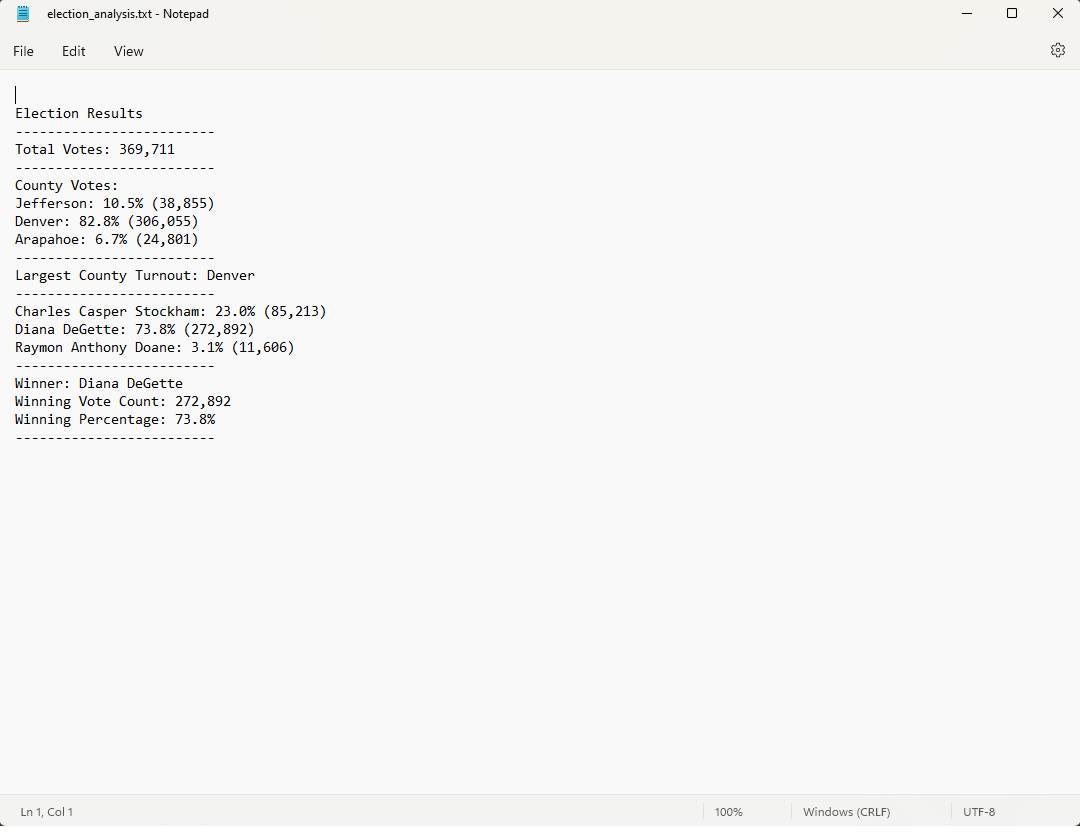 election_analysis.txt - Notepad
File Edit View
Election Results
-------------------------
Total Votes: 369,711
-------------------------
County Votes:
Jefferson: 10.5% (38,855)
Denver: 82.8% (306,055)
Arapahoe: 6.7% (24,801)
-------------------------
Largest County Turnout: Denver
-------------------------
Charles Casper Stockham: 23.0% (85,213)
Diana DeGette: 73.8% (272,892)
Raymon Anthony Doane: 3.1% (11,606)
-------------------------
Winner: Diana DeGette
Winning Vote Count: 272,892
Winning Percentage: 73.8%
-------------------------
Ln 1, Col 1 100% Windows (CRLF) UTF-8